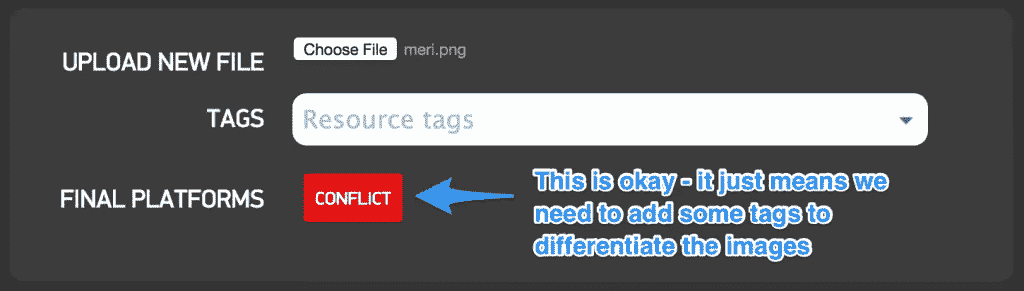 UPLOAD NEW FILE
Choose File meri.png
TAGS
Resource tags
FINAL PLATFORMS
CONFLICT
This is okay - it just means we
need to add some tags to
differentiate the images